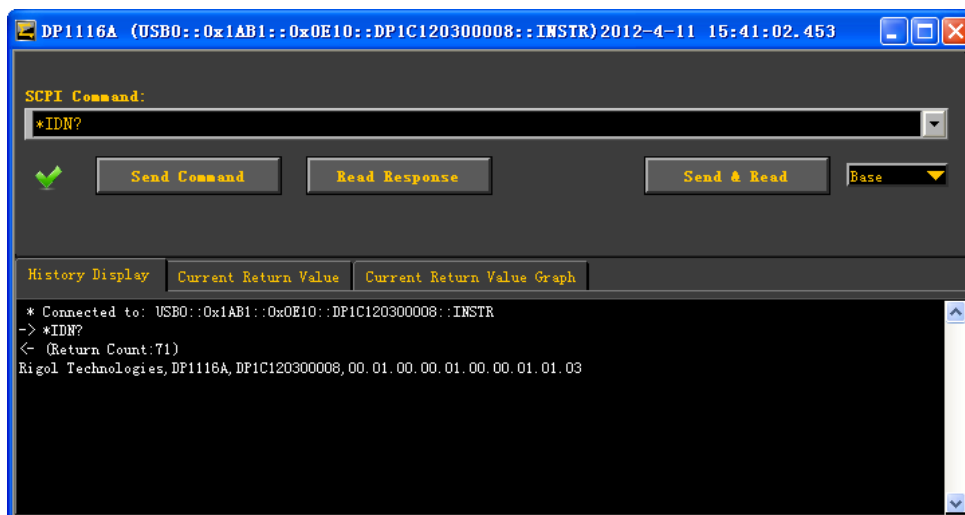 DP1116A (USB0::0x1AB1::0x0E10::DP1C120300008::INSTR)2012-4-11 15:41:02.453
SCPI Command:
*IDN?
Send Command Read Response Send & Read Base
History Display Current Return Value Current Return Value Graph
* Connected to: USB0::0x1AB1::0x0E10::DP1C120300008::INSTR
-> *IDN?
<- (Return Count:71)
Rigol Technologies,DP1116A,DP1C120300008,00.01.00.00.01.00.00.01.01.03